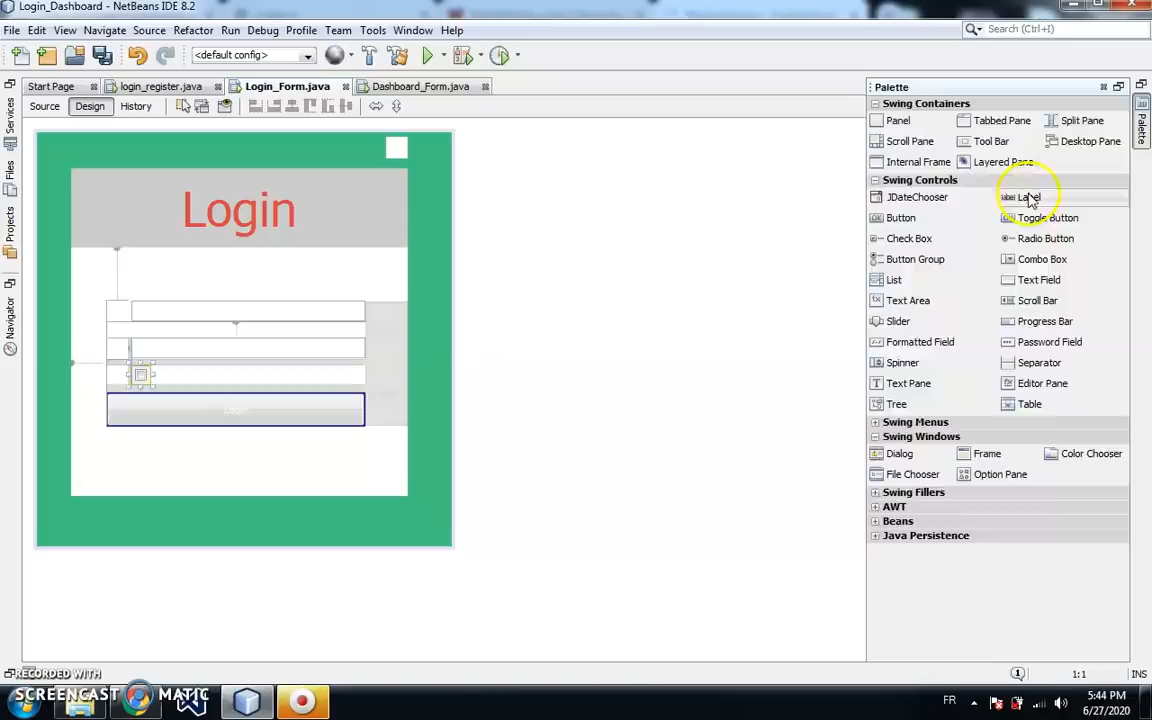 Login_Dashboard - NetBeans IDE 8.2
File Edit View Navigate Source Refactor Run Debug Profile Team Tools Window Help
Search (Ctrl+I)
<default config>
Start Page login_register.java Login_Form.java Dashboard_Form.java
Source Design History
Services
Files
Projects
Navigator
Login
Palette
Palette
Swing Containers
Panel Tabbed Pane Split Pane
Scroll Pane Tool Bar Desktop Pane
Internal Frame Layered Pane
Swing Controls
JDateChooser Label
Button Toggle Button
Check Box Radio Button
Button Group Combo Box
List Text Field
Text Area Scroll Bar
Slider Progress Bar
Formatted Field Password Field
Spinner Separator
Text Pane Editor Pane
Tree Table
Swing Menus
Swing Windows
Dialog Frame Color Chooser
File Chooser Option Pane
Swing Fillers
AWT
Beans
Java Persistence
1 1:1 INS
RECORDED WITH
SCREENCAST MATIC
FR 5:44 PM
6/27/2020